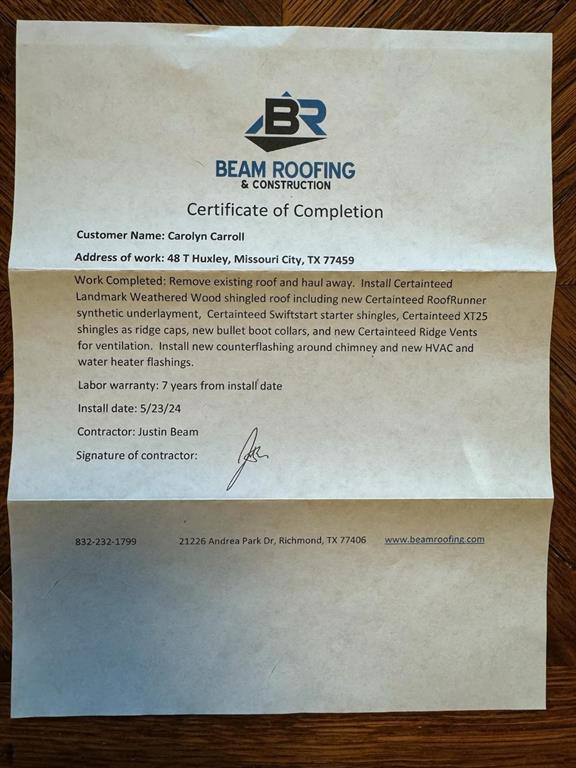 BR
BEAM ROOFING
& CONSTRUCTION
Certificate of Completion
Customer Name: Carolyn Carroll
Address of work: 48 T Huxley, Missouri City, TX 77459
Work Completed: Remove existing roof and haul away. Install Certainteed
Landmark Weathered Wood shingled roof including new Certainteed RoofRunner
synthetic underlayment, Certainteed Swiftstart starter shingles, Certainteed XT25
shingles as ridge caps, new bullet boot collars, and new Certainteed Ridge Vents
for ventilation. Install new counterflashing around chimney and new HVAC and
water heater flashings.
Labor warranty: 7 years from install date
Install date: 5/23/24
Contractor: Justin Beam
Signature of contractor:
832-232-1799 21226 Andrea Park Dr, Richmond, TX 77406 www.beamroofing.com